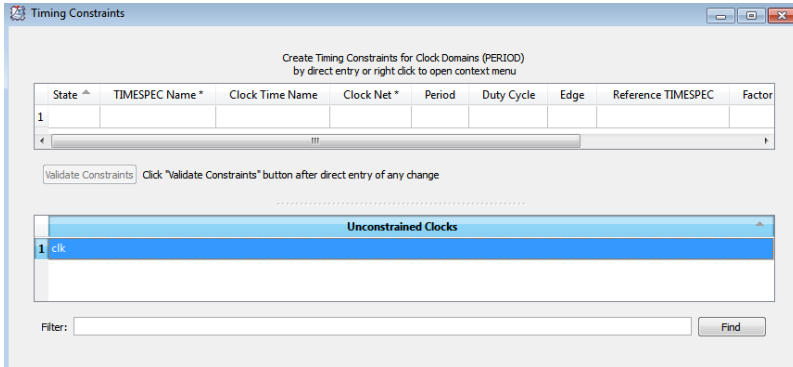 Timing Constraints
Create Timing Constraints for Clock Domains (PERIOD)
by direct entry or right click to open context menu
State TIMESPEC Name * Clock Time Name Clock Net * Period Duty Cycle Edge Reference TIMESPEC Factor
1
Validate Constraints Click "Validate Constraints" button after direct entry of any change
Unconstrained Clocks
1 clk
Filter: Find